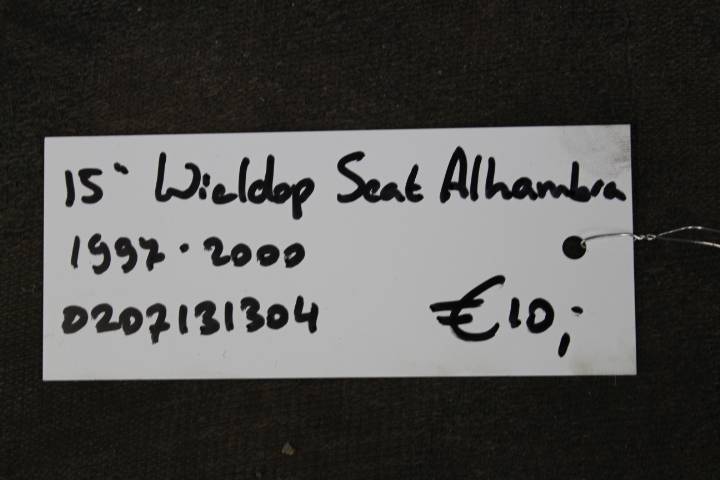 15" Wieldop Seat Alhambra
1997 - 2000
0207131304 €10,-